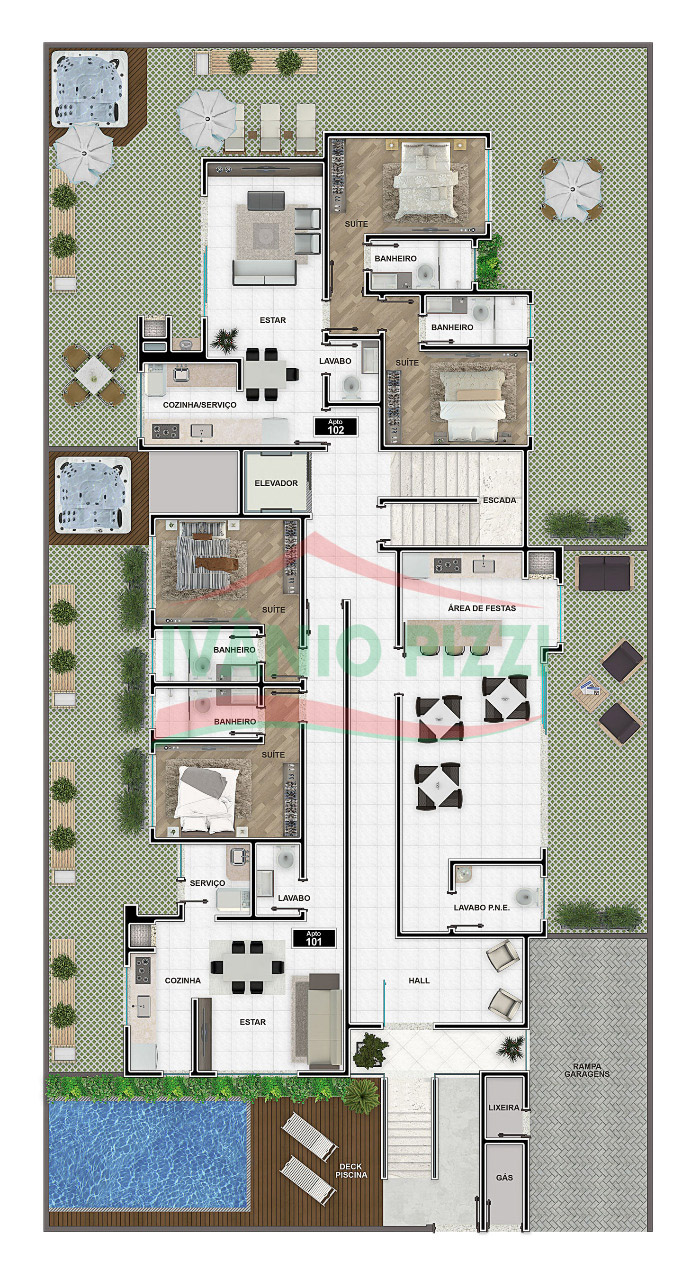 SUÍTE
BANHEIRO
BANHEIRO
ESTAR
LAVABO
SUÍTE
COZINHA/SERVIÇO
Apto
102
ELEVADOR
ESCADA
SUÍTE
ÁREA DE FESTAS
BANHEIRO
IVÂNIO PIZZI
BANHEIRO
SUÍTE
SERVIÇO
LAVABO
LAVABO P.N.E.
Apto
101
COZINHA
HALL
ESTAR
RAMPA
GARAGENS
LIXEIRA
DECK
PISCINA
GÁS